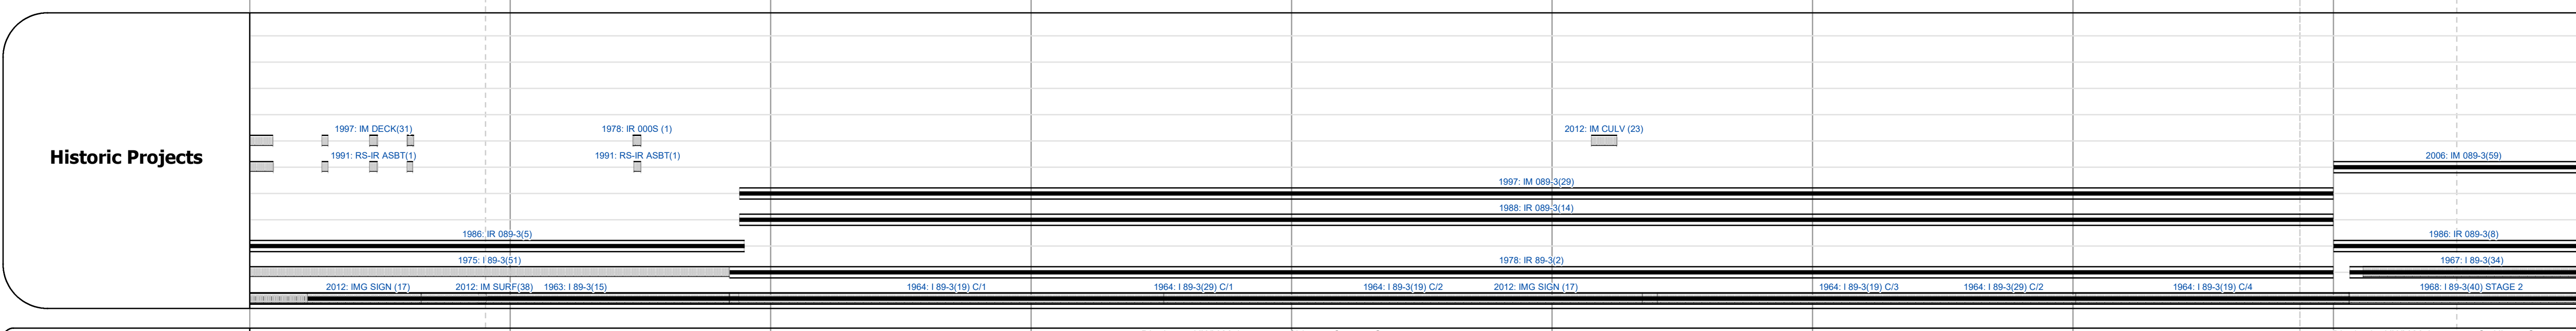 Historic Projects
1997: IM DECK(31) 1978: IR 000S (1) 2012: IM CULV (23)
1991: RS-IR ASBT(1) 1991: RS-IR ASBT(1) 2006: IM 089-3(59)
1997: IM 089-3(29)
1988: IR 089-3(14)
1986: IR 089-3(5) 1986: IR 089-3(8)
1975: I 89-3(51) 1978: IR 89-3(2) 1967: I 89-3(34)
2012: IMG SIGN (17) 2012: IM SURF(38) 1963: I 89-3(15) 1964: I 89-3(19) C/1 1964: I 89-3(29) C/1 1964: I 89-3(19) C/2 2012: IMG SIGN (17) 1964: I 89-3(19) C/3 1964: I 89-3(29) C/2 1964: I 89-3(19) C/4 1968: I 89-3(40) STAGE 2